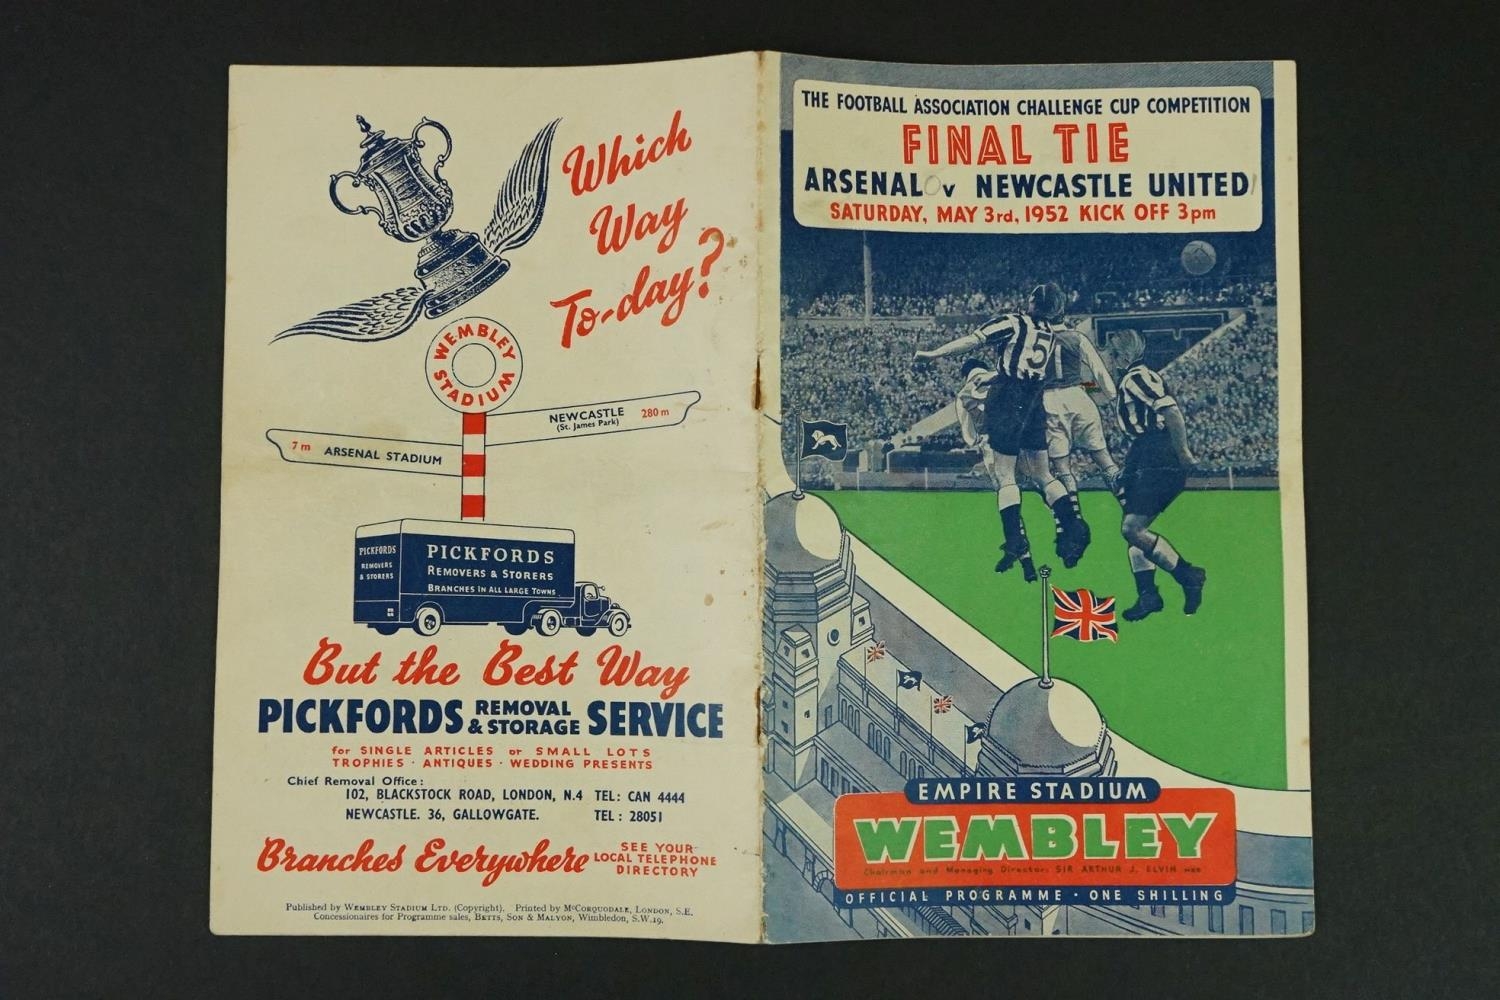 Which
Way
To-day?
WEMBLEY STADIUM
NEWCASTLE
(St. James Park)
280 m
7 m ARSENAL STADIUM
PICKFORDS
REMOVERS
& STORERS
PICKFORDS
REMOVERS & STORERS
BRANCHES IN ALL LARGE TOWNS
But the Best Way
PICKFORDS REMOVAL & STORAGE SERVICE
for SINGLE ARTICLES or SMALL LOTS
TROPHIES · ANTIQUES · WEDDING PRESENTS
Chief Removal Office:
102, BLACKSTOCK ROAD, LONDON, N.4 TEL: CAN 4444
NEWCASTLE. 36, GALLOWGATE. TEL: 28051
Branches Everywhere
SEE YOUR
LOCAL TELEPHONE
DIRECTORY
Published by WEMBLEY STADIUM LTD. (Copyright). Printed by McCORQUODALE, LONDON, S.E.
Concessionaires for Programme sales, BETTS, SON & MALYON, Wimbledon, S.W.19.
THE FOOTBALL ASSOCIATION CHALLENGE CUP COMPETITION
FINAL TIE
ARSENAL 0 v NEWCASTLE UNITED 1
SATURDAY, MAY 3rd, 1952 KICK OFF 3pm
5
EMPIRE STADIUM
WEMBLEY
Chairman and Managing Director: SIR ARTHUR J. ELVIN MBE
OFFICIAL PROGRAMME · ONE SHILLING